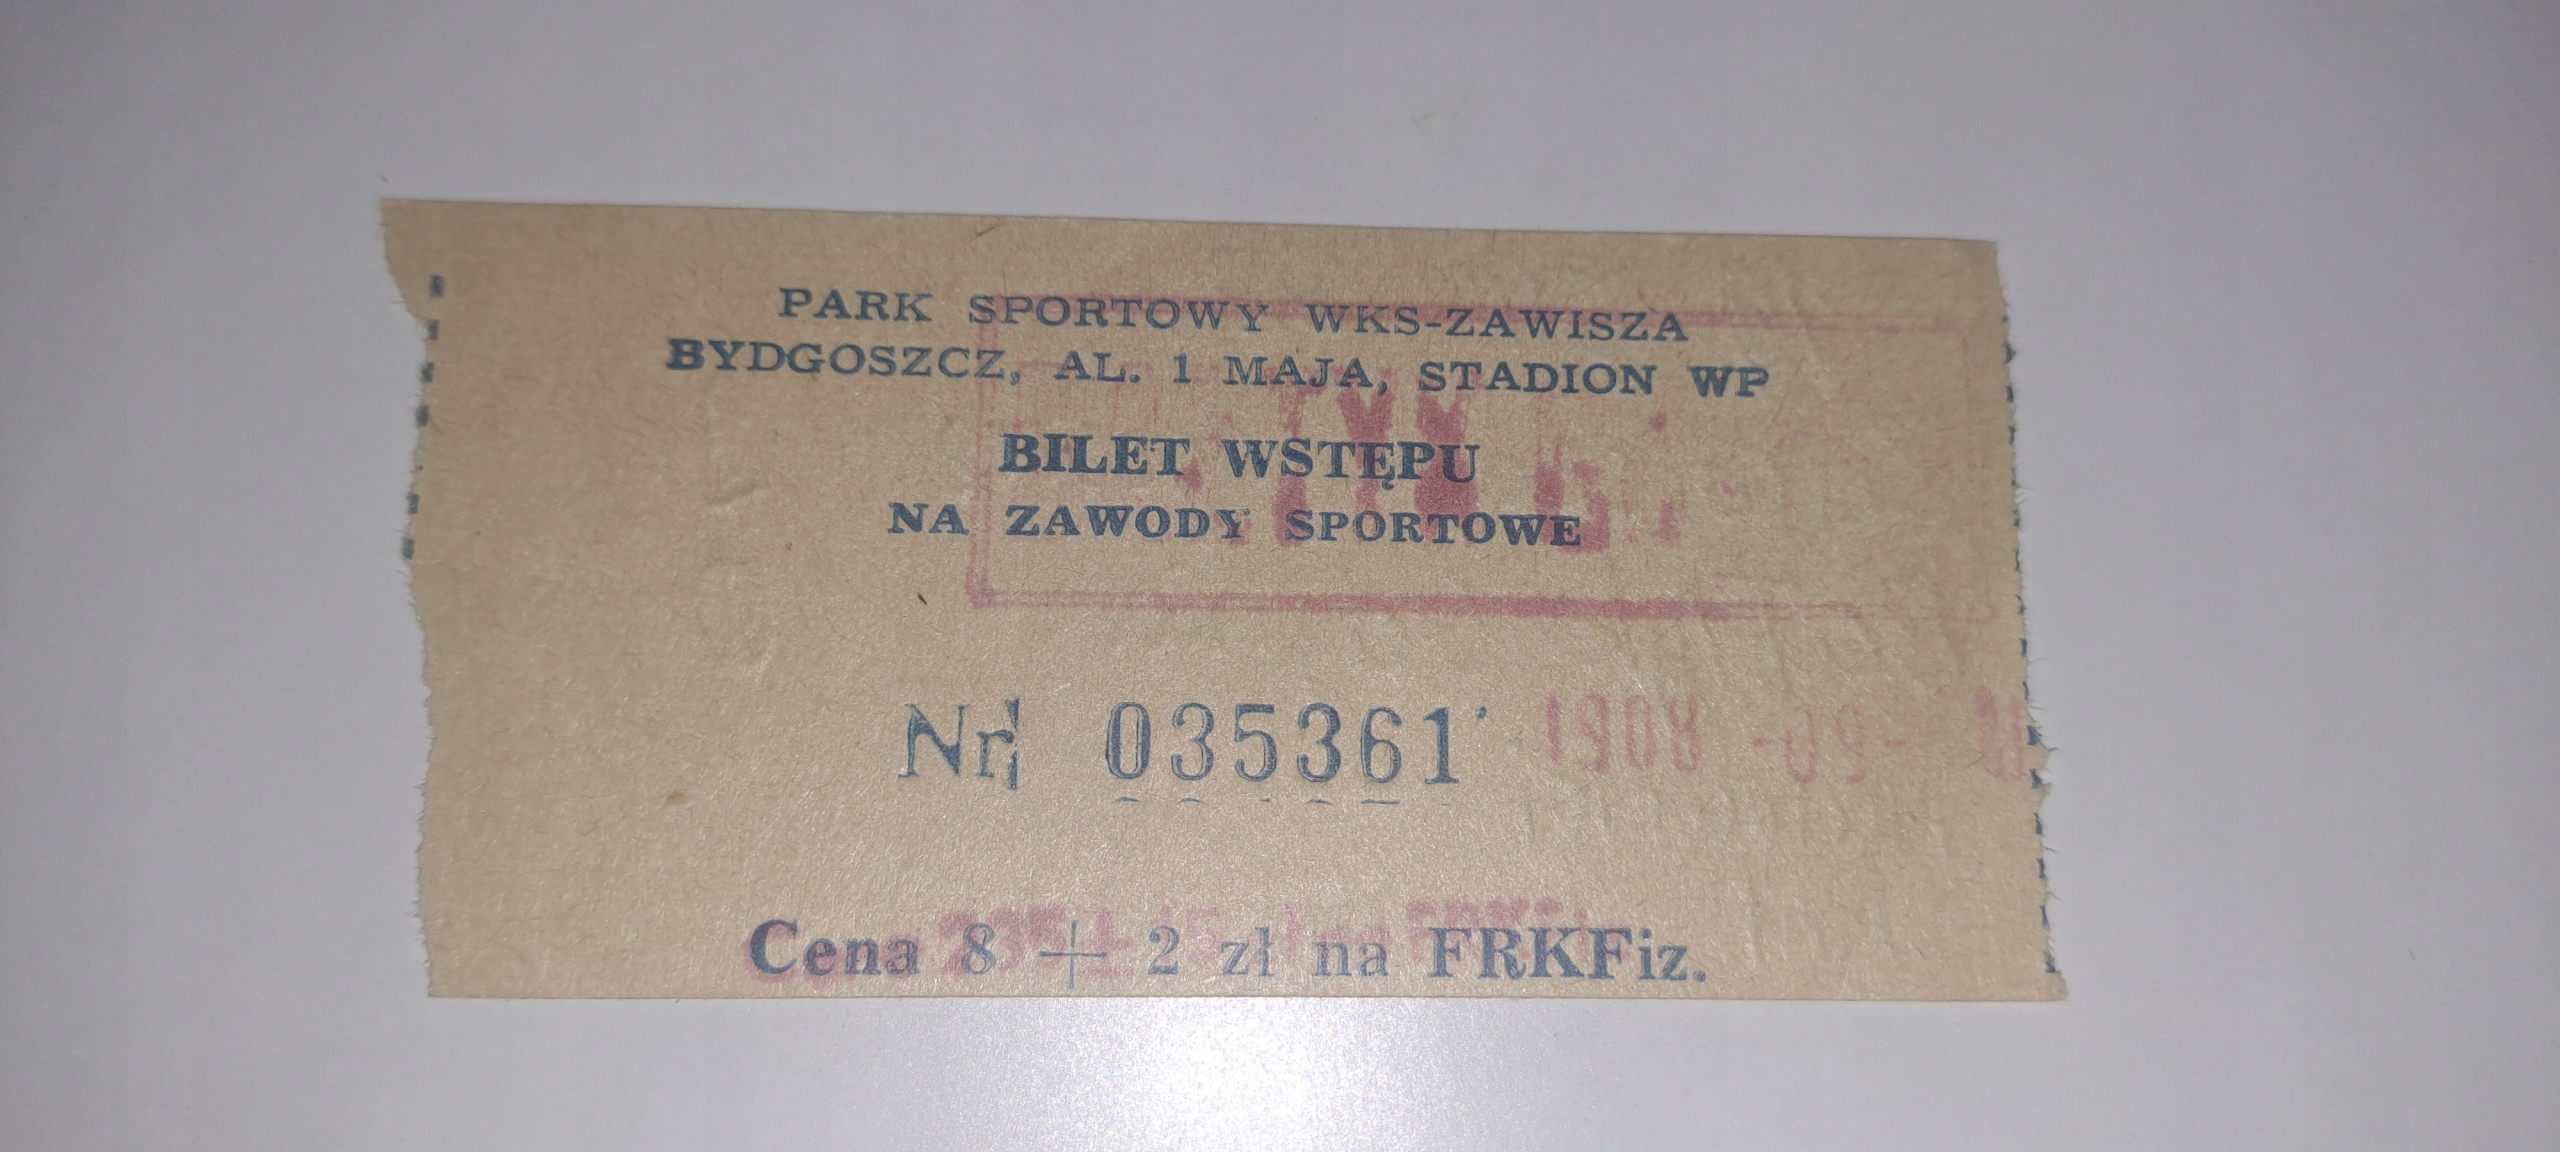 PARK SPORTOWY WKS-ZAWISZA
BYDGOSZCZ, AL. 1 MAJA, STADION WP
BILET WSTĘPU
NA ZAWODY SPORTOWE
Nr 035361
Cena 8 + 2 zł na FRKFiz.